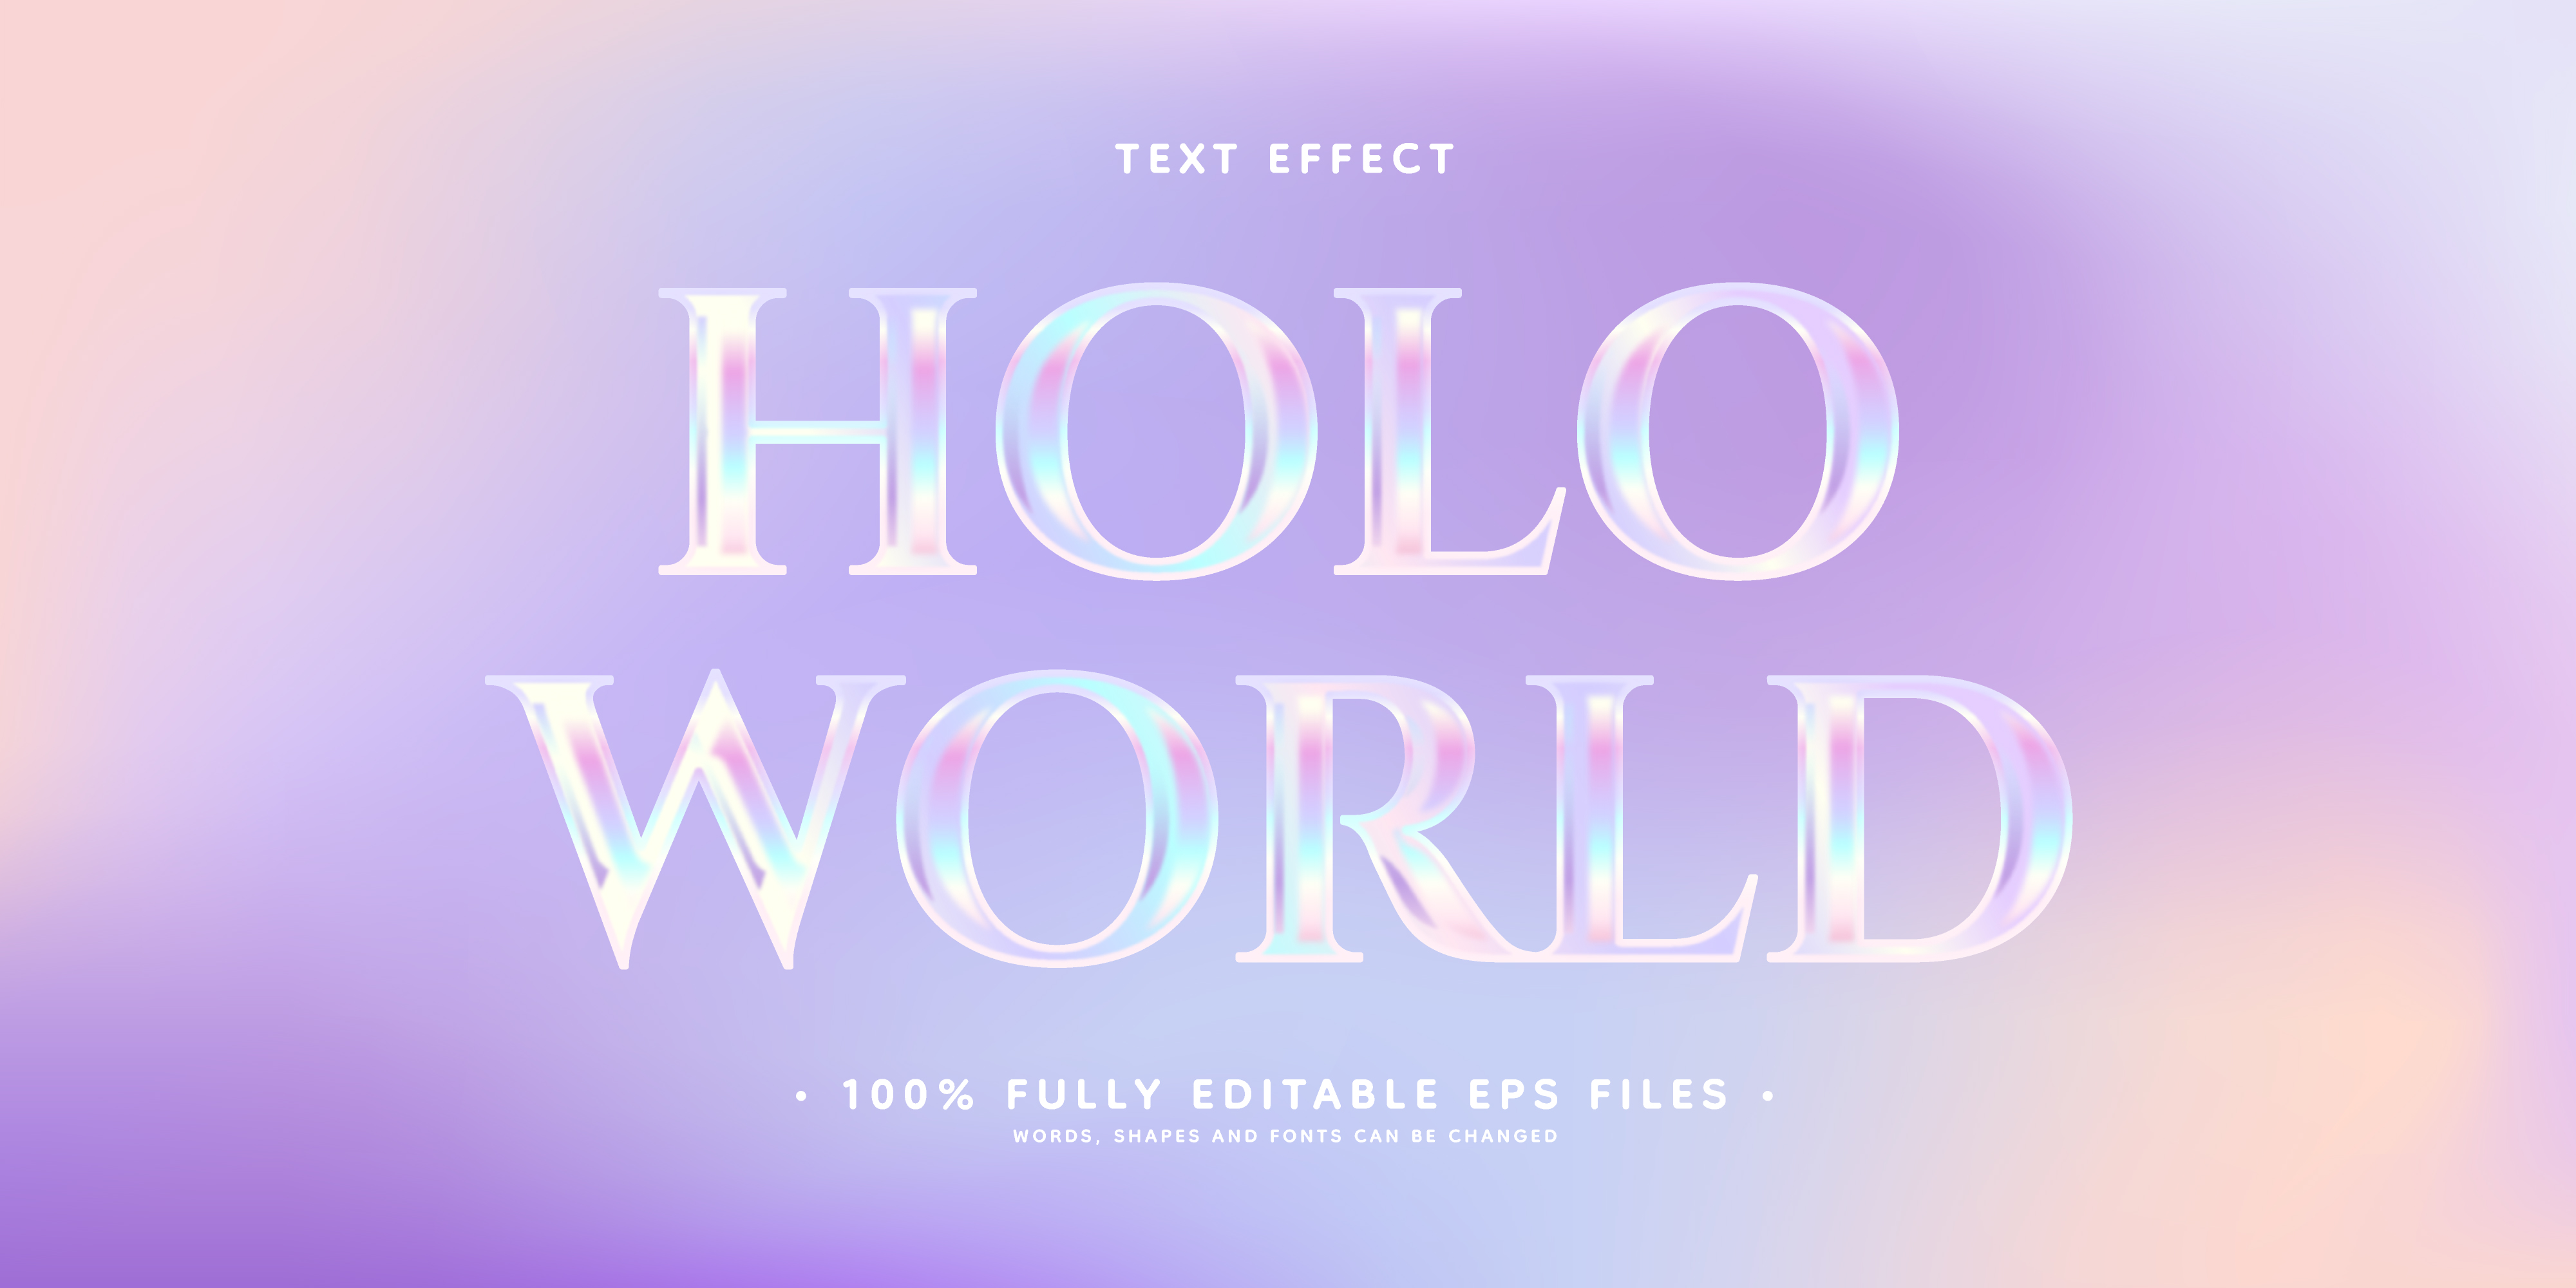 TEXT EFFECT
HOLO
WORLD
• 100% FULLY EDITABLE EPS FILES •
WORDS, SHAPES AND FONTS CAN BE CHANGED